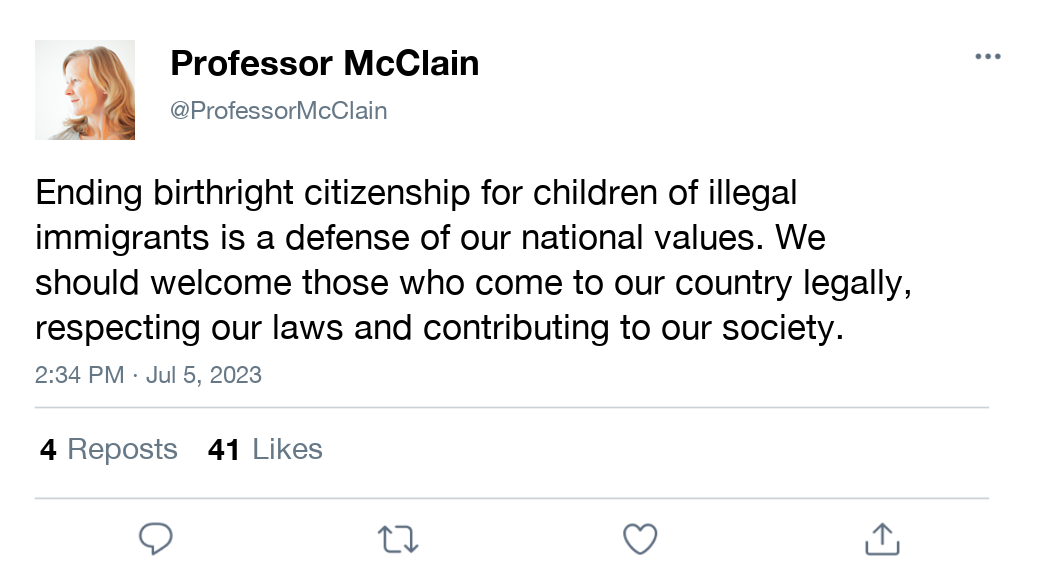 Professor McClain
@ProfessorMcClain
Ending birthright citizenship for children of illegal
immigrants is a defense of our national values. We
should welcome those who come to our country legally,
respecting our laws and contributing to our society.
2:34 PM · Jul 5, 2023
4 Reposts 41 Likes